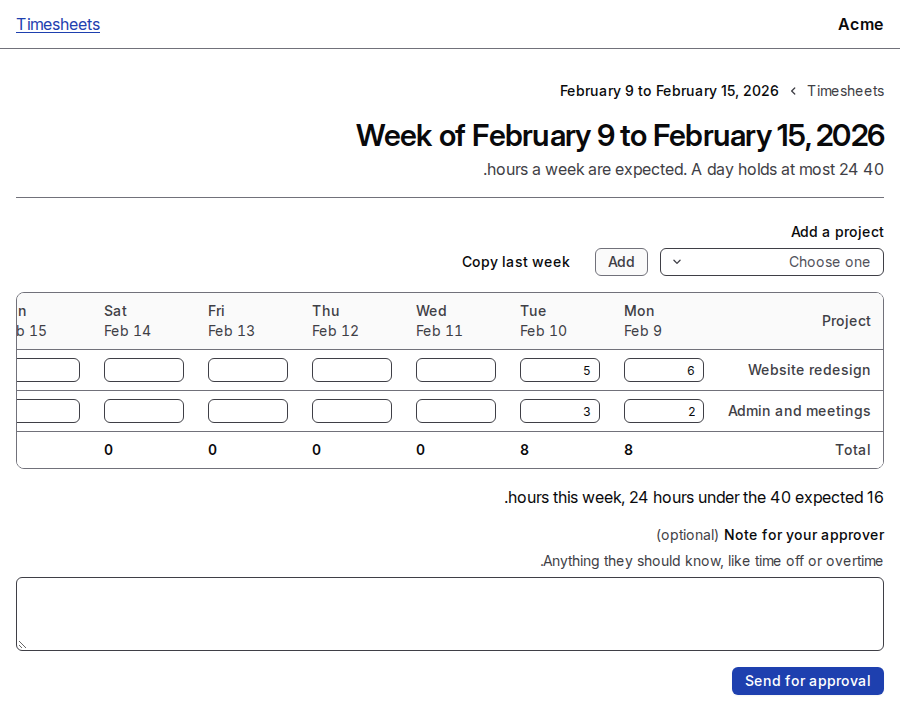 Acme
Timesheets
Timesheets
February 9 to February 15, 2026
Week of February 9 to February 15, 2026
.hours a week are expected. A day holds at most 24 40
Add a project
Choose one
Add
Copy last week
Project
Mon
Feb 9
Tue
Feb 10
Wed
Feb 11
Thu
Feb 12
Fri
Feb 13
Sat
Feb 14
15
Website redesign 6 5
Admin and meetings 2 3
Total 8 8 0 0 0 0
.hours this week, 24 hours under the 40 expected 16
Note for your approver (optional)
.Anything they should know, like time off or overtime
Send for approval